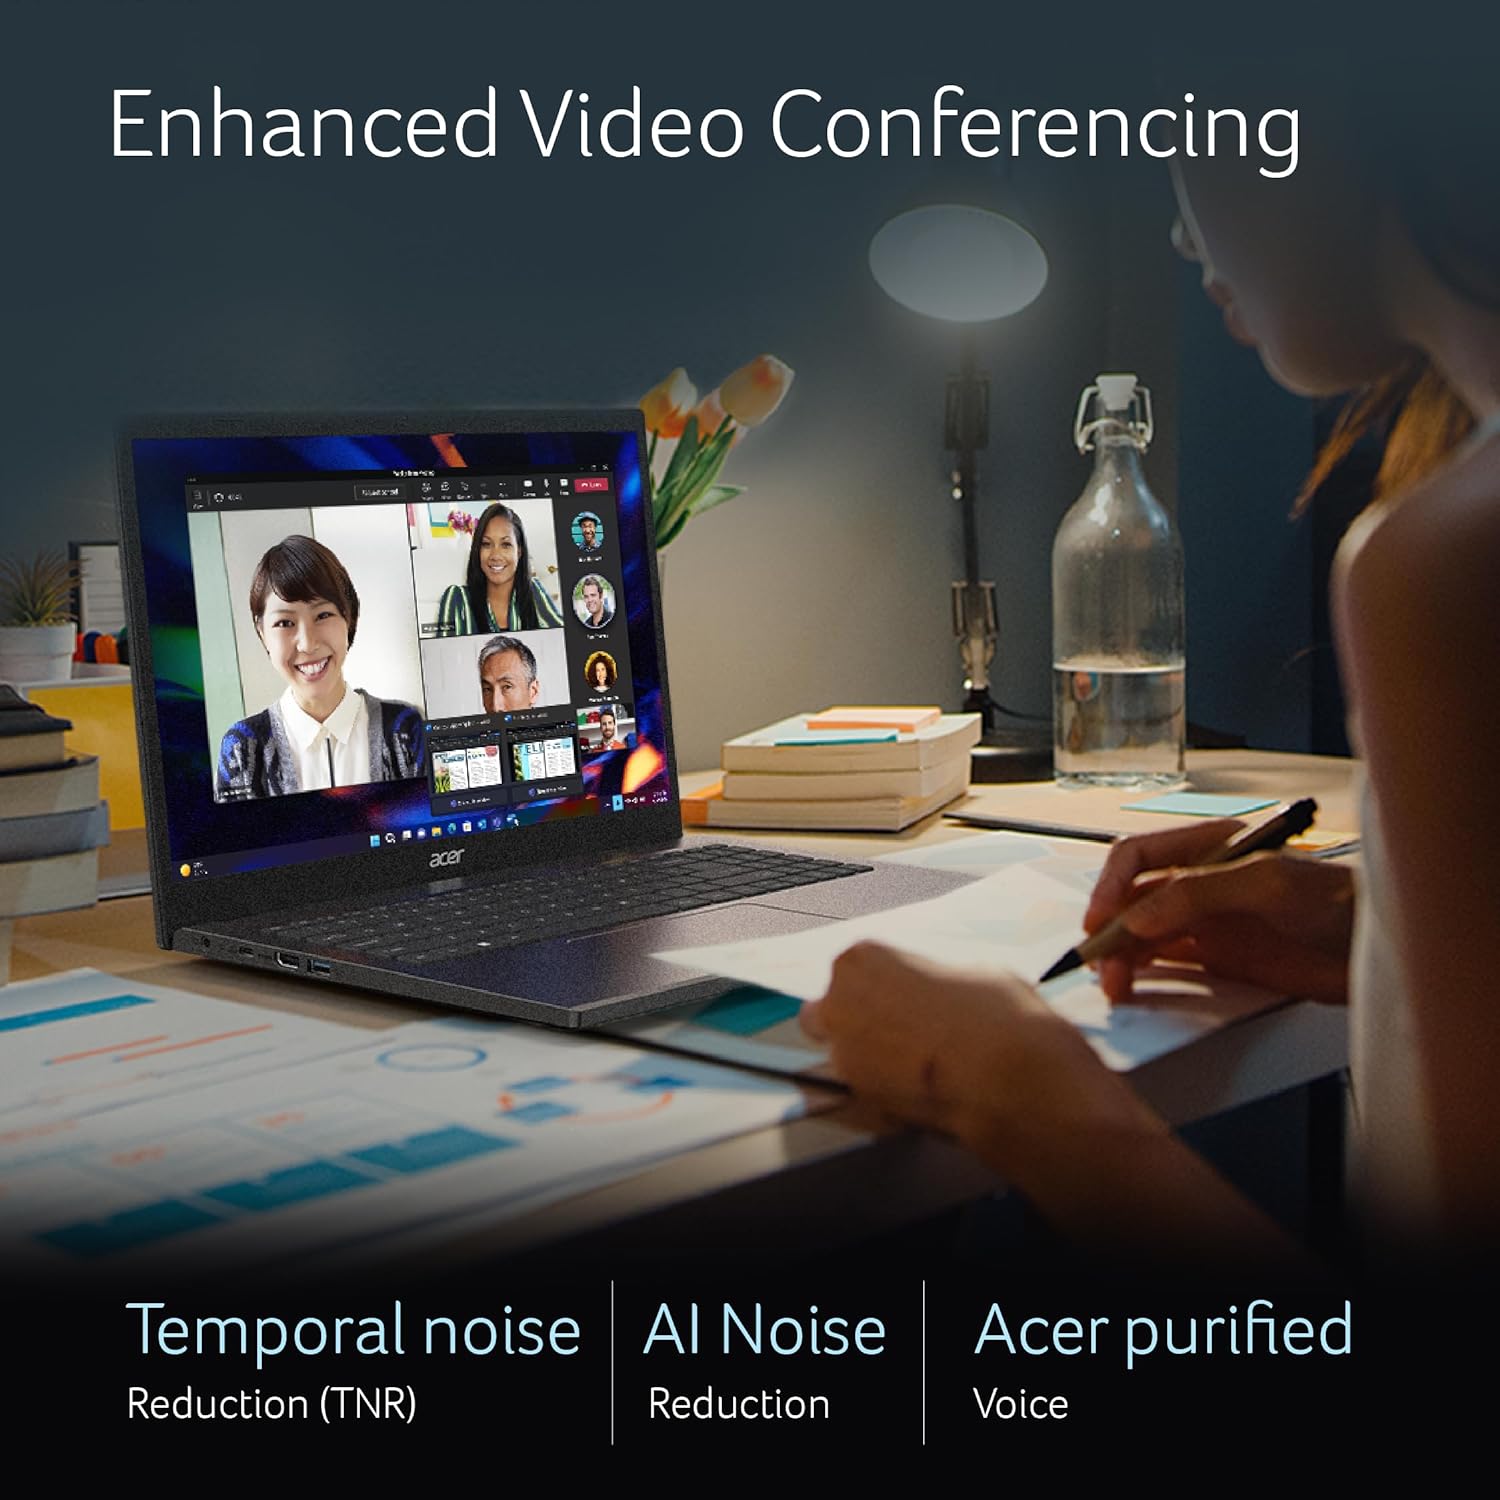 Enhanced Video Conferencing
acer
Temporal noise
Reduction (TNR)
AI Noise
Reduction
Acer purified
Voice